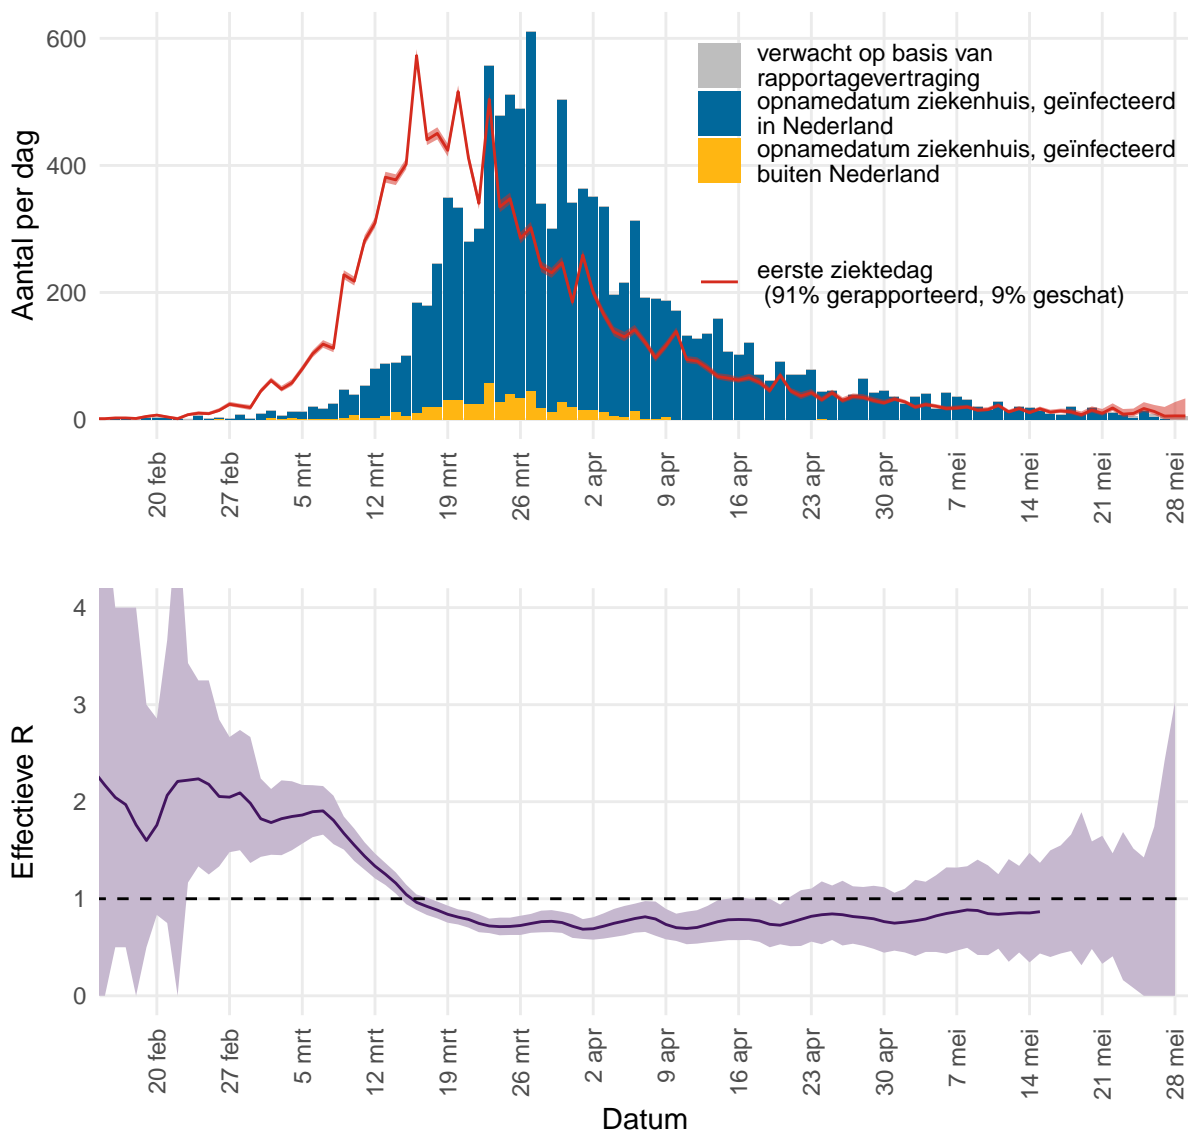 600
400
200
0
Aantal per dag
verwacht op basis van
rapportagevertraging
opnamedatum ziekenhuis, geïnfecteerd
in Nederland
opnamedatum ziekenhuis, geïnfecteerd
buiten Nederland
eerste ziektedag
(91% gerapporteerd, 9% geschat)
20 feb
27 feb
5 mrt
12 mrt
19 mrt
26 mrt
2 apr
9 apr
16 apr
23 apr
30 apr
7 mei
14 mei
21 mei
28 mei
4
3
2
1
0
Effectieve R
20 feb
27 feb
5 mrt
12 mrt
19 mrt
26 mrt
2 apr
9 apr
16 apr
23 apr
30 apr
7 mei
14 mei
21 mei
28 mei
Datum